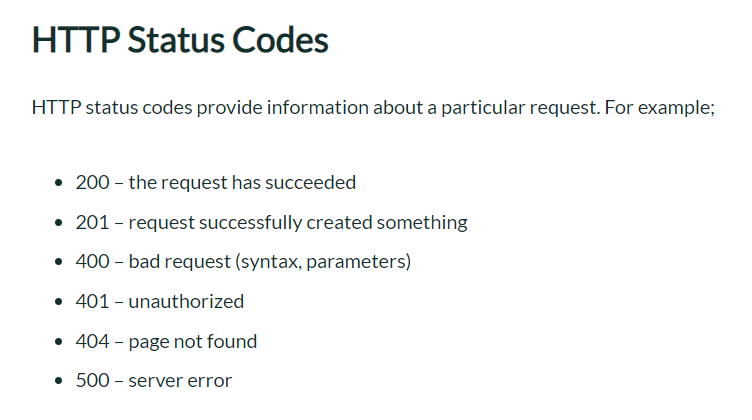 HTTP Status Codes
HTTP status codes provide information about a particular request. For example;
• 200 – the request has succeeded
• 201 – request successfully created something
• 400 – bad request (syntax, parameters)
• 401 – unauthorized
• 404 – page not found
• 500 – server error